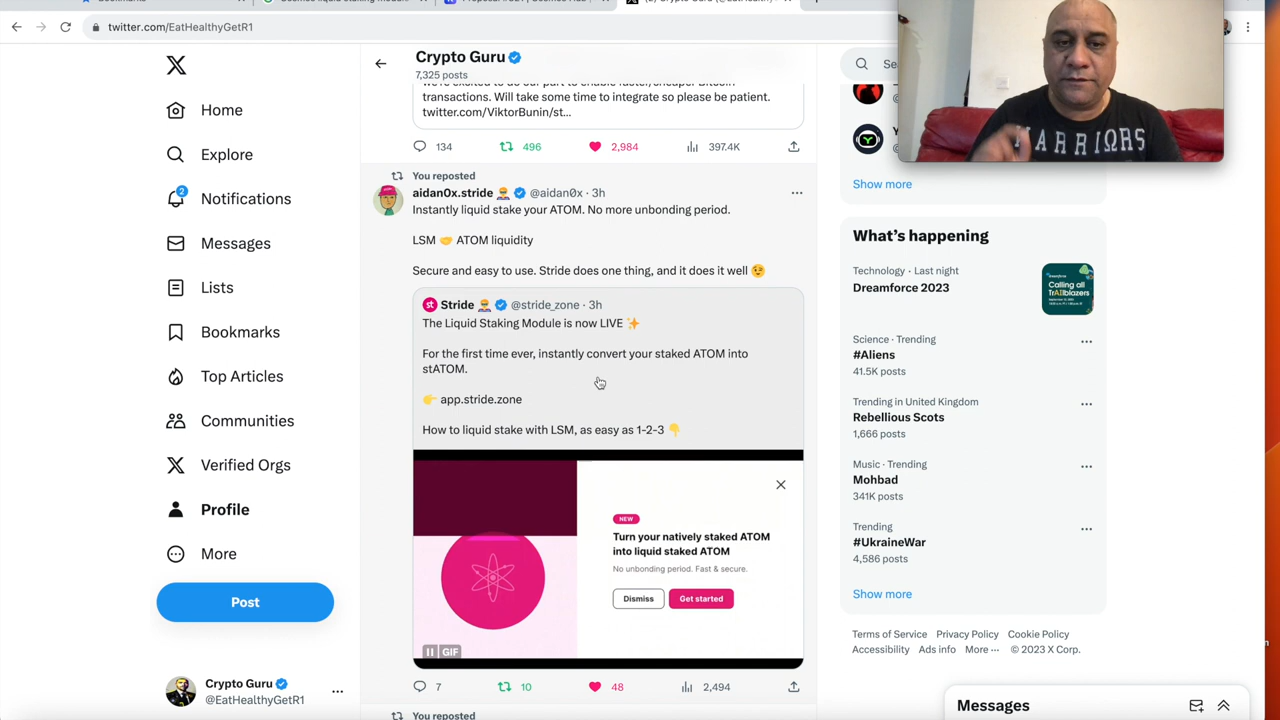 twitter.com/EatHealthyGetR1
Home
Explore
2
Notifications
Messages
Lists
Bookmarks
Top Articles
Communities
Verified Orgs
Profile
More
Post
Crypto Guru
@EatHealthyGetR1
Crypto Guru
7,325 posts
transactions. Will take some time to integrate so please be patient.
twitter.com/ViktorBunin/st...
134 496 2,984 397.4K
You reposted
aidan0x.stride @aidan0x · 3h
Instantly liquid stake your ATOM. No more unbonding period.
LSM 🤝 ATOM liquidity
Secure and easy to use. Stride does one thing, and it does it well 😉
Stride @stride_zone · 3h
The Liquid Staking Module is now LIVE ✨
For the first time ever, instantly convert your staked ATOM into
stATOM.
👉 app.stride.zone
How to liquid stake with LSM, as easy as 1-2-3 👇
NEW
Turn your natively staked ATOM
into liquid staked ATOM
No unbonding period. Fast & secure.
Dismiss Get started
GIF
7 10 48 2,494
You reposted
WARRIORS
Show more
What's happening
Technology · Last night
Dreamforce 2023
Calling all
TrAIlblazers
Science · Trending
#Aliens
41.5K posts
Trending in United Kingdom
Rebellious Scots
1,666 posts
Music · Trending
Mohbad
341K posts
Trending
#UkraineWar
4,586 posts
Show more
Terms of Service Privacy Policy Cookie Policy
Accessibility Ads info More ··· © 2023 X Corp.
Messages